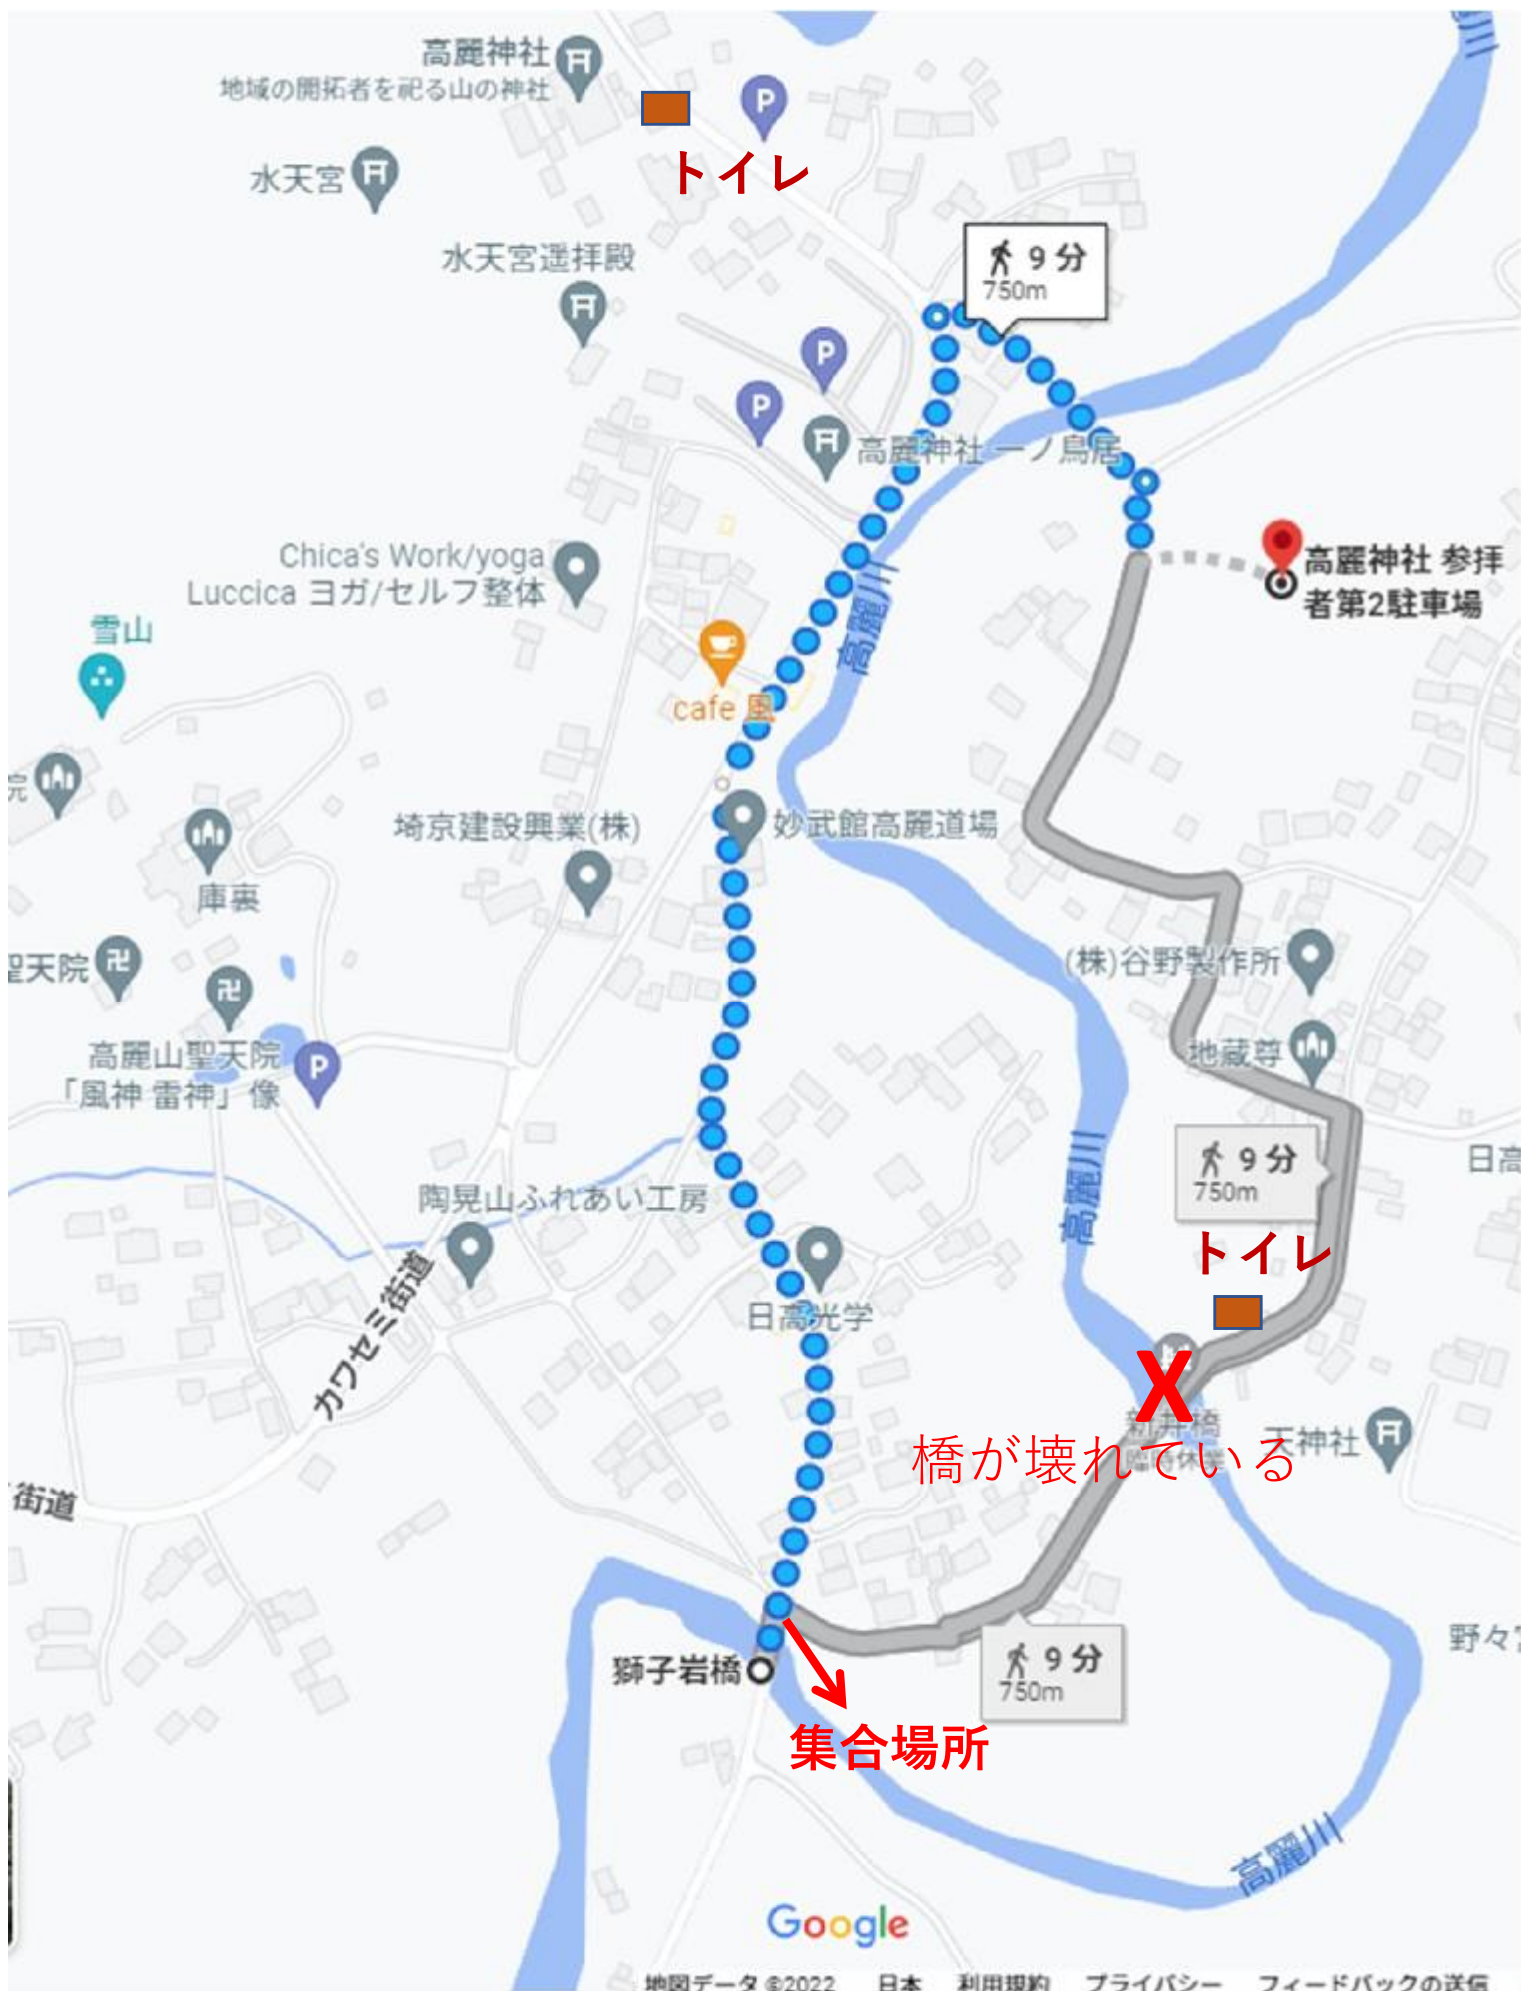 高麗神社
地域の開拓者を祀る山の神社
P
トイレ
水天宮
水天宮遥拝殿
9 分
750m
P
P
高麗神社 一ノ鳥居
Chica's Work/yoga
Luccica ヨガ/セルフ整体
高麗川
高麗神社 参拝
者第2駐車場
雪山
cafe 風
院
埼京建設興業(株)
妙武館高麗道場
庫裏
聖天院
(株)谷野製作所
高麗山聖天院
「風神 雷神」像
P
地蔵尊
高麗川
9 分
750m
日高
陶晃山ふれあい工房
トイレ
カワセミ街道
日高光学
X
新井橋
臨時休業
天神社
橋が壊れている
街道
獅子岩橋
9 分
750m
野々宮
集合場所
高麗川
Google
地図データ ©2022 日本 利用規約 プライバシー フィードバックの送信